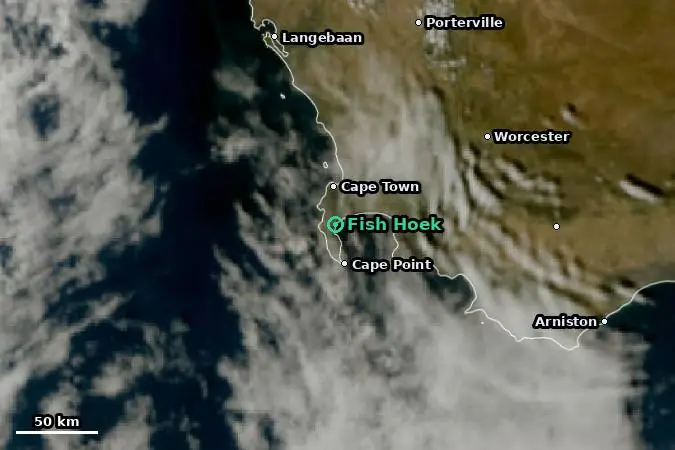 Porterville
Langebaan
Worcester
Cape Town
Fish Hoek
Cape Point
Arniston
50 km